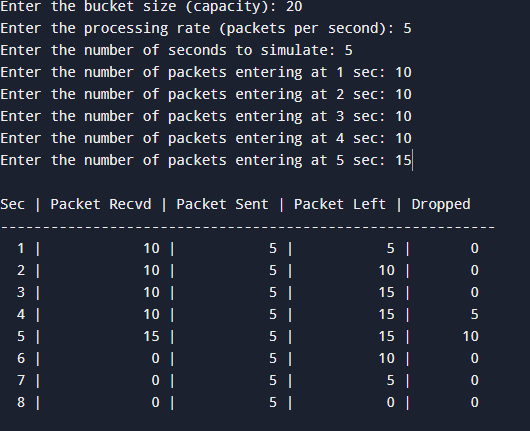 Enter the bucket size (capacity): 20
Enter the processing rate (packets per second): 5
Enter the number of seconds to simulate: 5
Enter the number of packets entering at 1 sec: 10
Enter the number of packets entering at 2 sec: 10
Enter the number of packets entering at 3 sec: 10
Enter the number of packets entering at 4 sec: 10
Enter the number of packets entering at 5 sec: 15
Sec | Packet Recvd | Packet Sent | Packet Left | Dropped
-----------------------------------------------------------
1 | 10 | 5 | 5 | 0
2 | 10 | 5 | 10 | 0
3 | 10 | 5 | 15 | 0
4 | 10 | 5 | 15 | 5
5 | 15 | 5 | 15 | 10
6 | 0 | 5 | 10 | 0
7 | 0 | 5 | 5 | 0
8 | 0 | 5 | 0 | 0